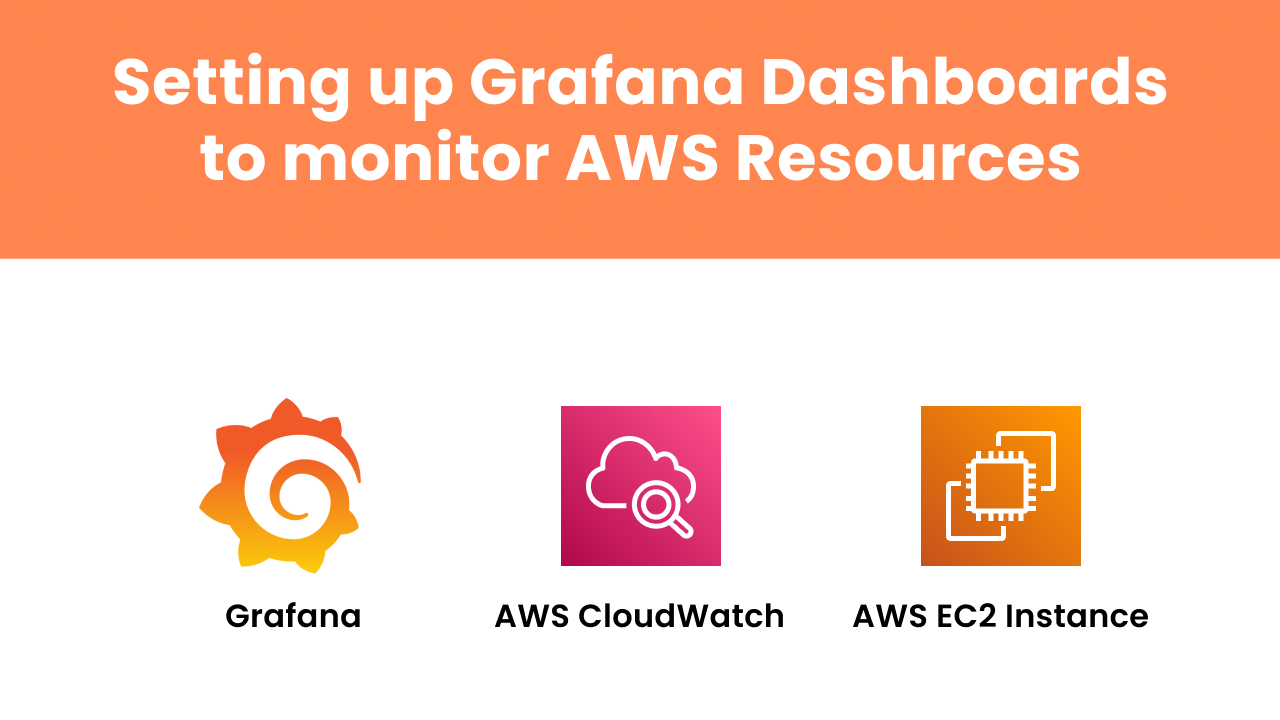 Setting up Grafana Dashboards
to monitor AWS Resources
Grafana
AWS CloudWatch
AWS EC2 Instance